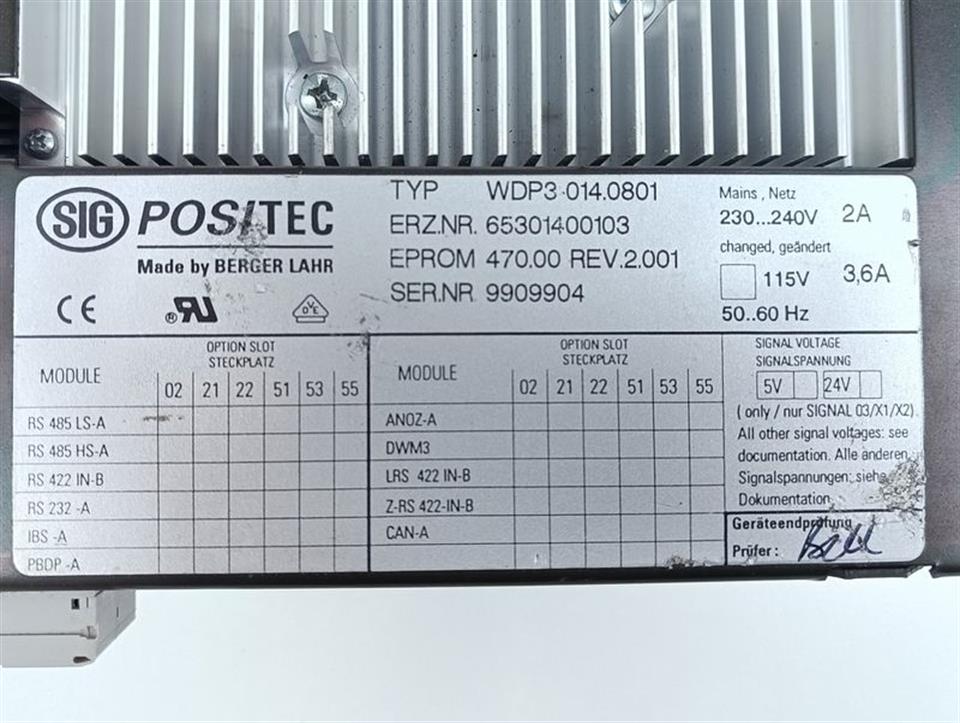 SIG POSITEC
Made by BERGER LAHR
CE ® RU VDE
TYP WDP3-014.0801
ERZ.NR. 65301400103
EPROM 470.00 REV.2.001
SER.NR 9909904
Mains , Netz
230...240V 2A
changed, geändert
115V 3,6A
50..60 Hz
MODULE
OPTION SLOT
STECKPLATZ
02 21 22 51 53 55
RS 485 LS-A
RS 485 HS-A
RS 422 IN-B
RS 232 -A
IBS -A
PBDP -A
MODULE
OPTION SLOT
STECKPLATZ
02 21 22 51 53 55
ANOZ-A
DWM3
LRS 422 IN-B
Z-RS 422-IN-B
CAN-A
SIGNAL VOLTAGE
SIGNALSPANNUNG
5V 24V
( only / nur SIGNAL 03/X1/X2)
All other signal voltages: see
documentation. Alle anderen
Signalspannungen: siehe
Dokumentation.
Geräteendprüfung
Prüfer :